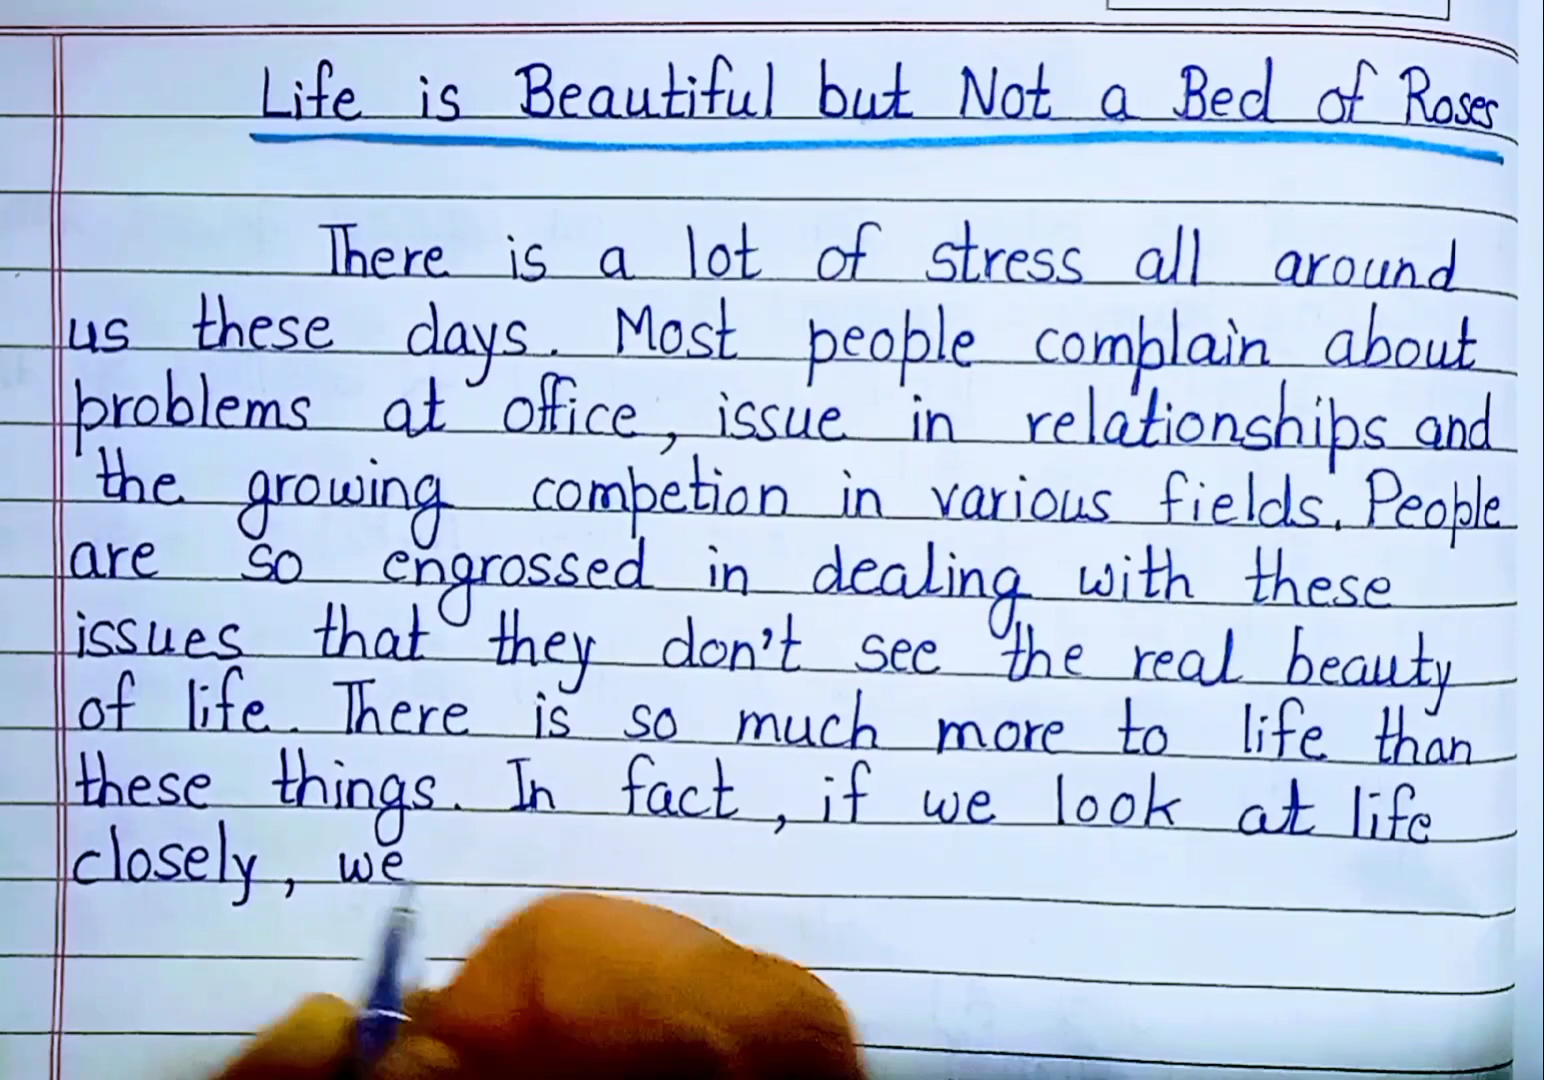 Life is Beautiful but Not a Bed of Roses
There is a lot of stress all around
us these days. Most people complain about
problems at office, issue in relationships and
the growing competion in various fields. People
are so engrossed in dealing with these
issues that they don't see the real beauty
of life. There is so much more to life than
these things. In fact, if we look at life
closely, we